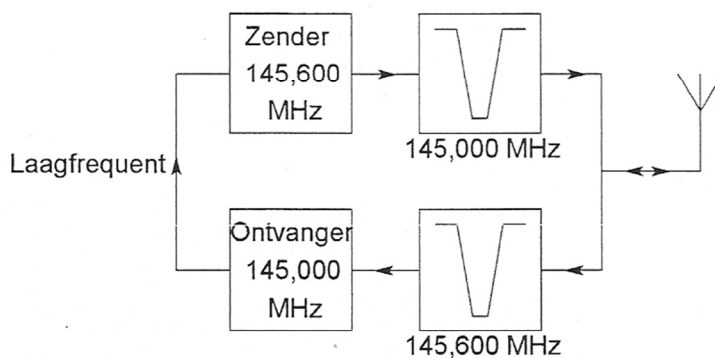 Zender
145,600
MHz
145,000 MHz
Laagfrequent
Ontvanger
145,000
MHz
145,600 MHz